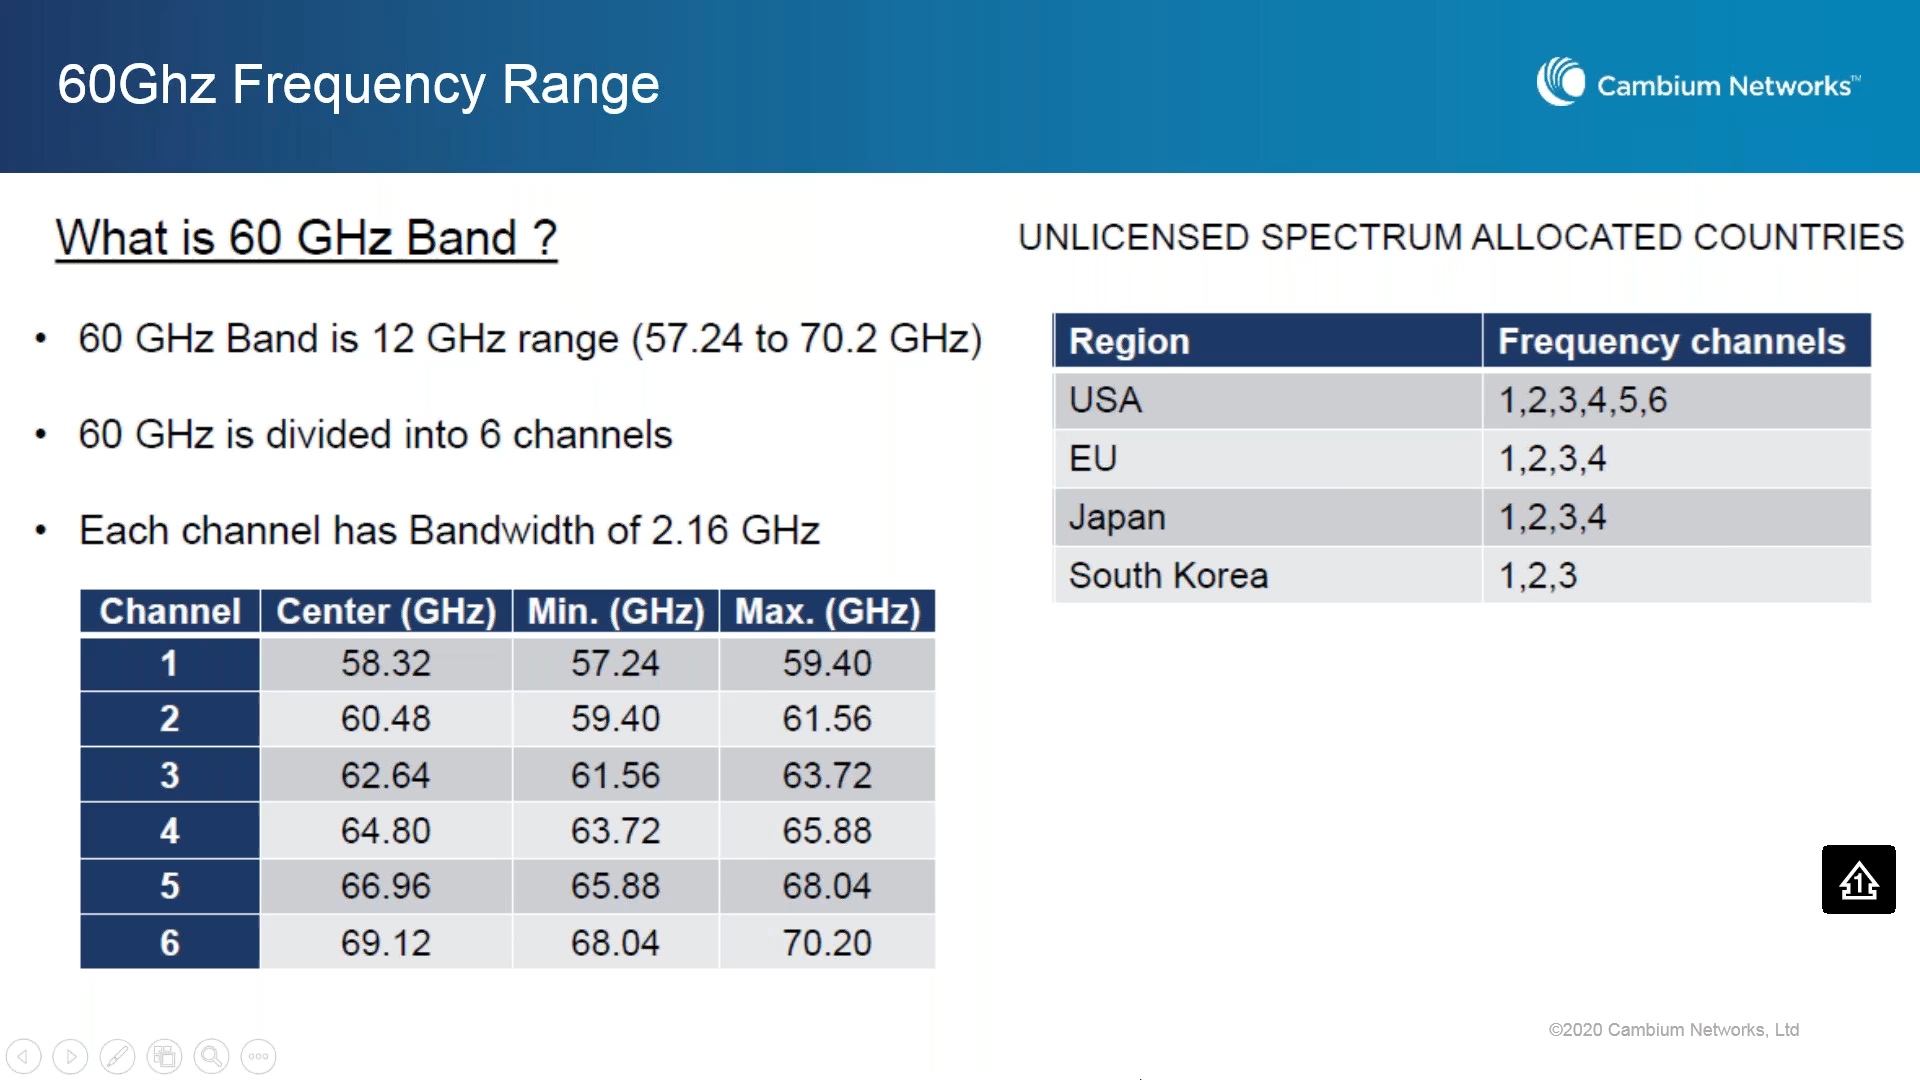 60Ghz Frequency Range
Cambium Networks™
What is 60 GHz Band ?
• 60 GHz Band is 12 GHz range (57.24 to 70.2 GHz)
• 60 GHz is divided into 6 channels
• Each channel has Bandwidth of 2.16 GHz
Channel Center (GHz) Min. (GHz) Max. (GHz)
1 58.32 57.24 59.40
2 60.48 59.40 61.56
3 62.64 61.56 63.72
4 64.80 63.72 65.88
5 66.96 65.88 68.04
6 69.12 68.04 70.20
UNLICENSED SPECTRUM ALLOCATED COUNTRIES
Region Frequency channels
USA 1,2,3,4,5,6
EU 1,2,3,4
Japan 1,2,3,4
South Korea 1,2,3
1
©2020 Cambium Networks, Ltd